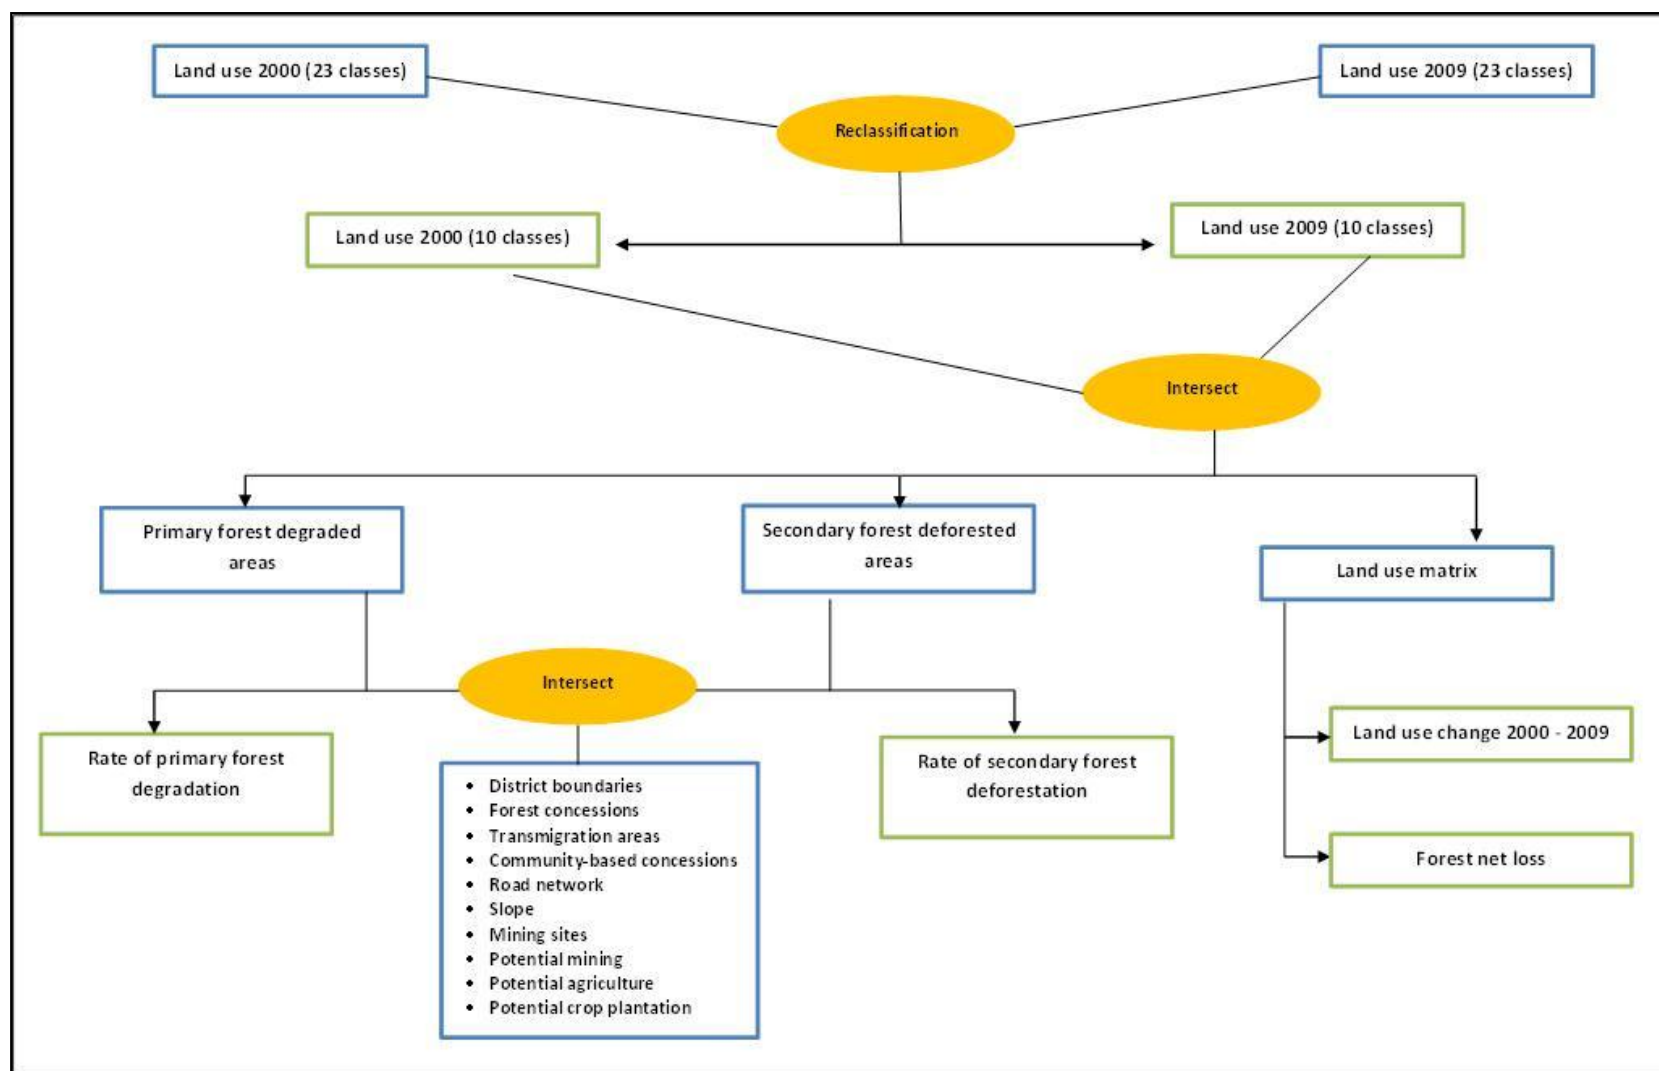 Land use 2000 (23 classes)
Land use 2009 (23 classes)
Reclassification
Land use 2000 (10 classes)
Land use 2009 (10 classes)
Intersect
Primary forest degraded
areas
Secondary forest deforested
areas
Land use matrix
Intersect
Rate of primary forest
degradation
• District boundaries
• Forest concessions
• Transmigration areas
• Community-based concessions
• Road network
• Slope
• Mining sites
• Potential mining
• Potential agriculture
• Potential crop plantation
Rate of secondary forest
deforestation
Land use change 2000 - 2009
Forest net loss